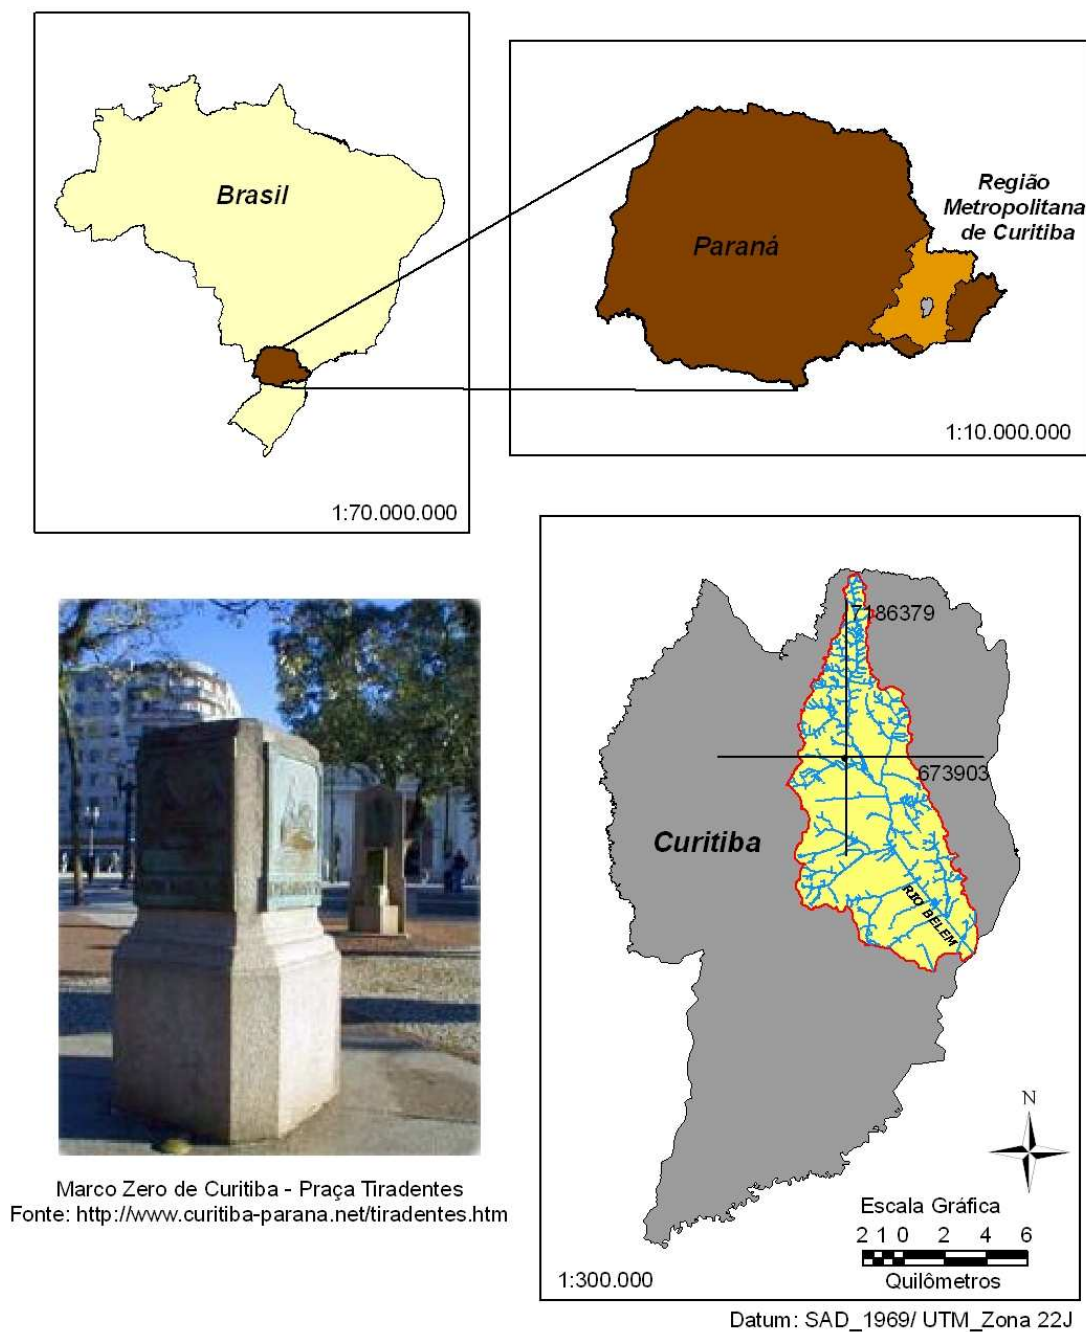 Brasil
1:70.000.000
Paraná
Região
Metropolitana
de Curitiba
1:10.000.000
Marco Zero de Curitiba - Praça Tiradentes
Fonte: http://www.curitiba-parana.net/tiradentes.htm
7186379
673903
Curitiba
RIO BELEM
N
Escala Gráfica
2 1 0 2 4 6
Quilômetros
1:300.000
Datum: SAD_1969/ UTM_Zona 22J